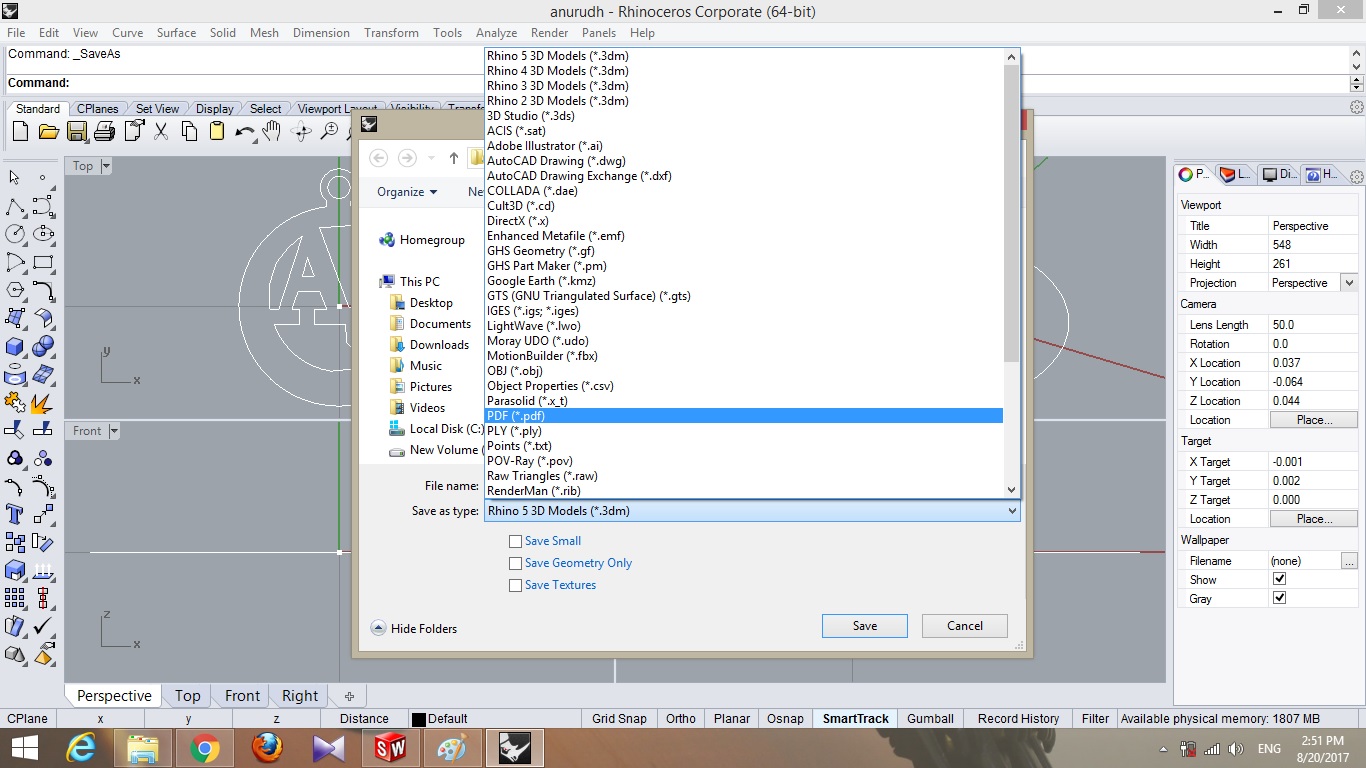 anurudh - Rhinoceros Corporate (64-bit)
File Edit View Curve Surface Solid Mesh Dimension Transform Tools Analyze Render Panels Help
Command: _SaveAs
Command:
Standard CPlanes Set View Display Select Viewport Layout Visibility Transf
Top
Organize Ne
Homegroup
This PC
Desktop
Documents
Downloads
Music
Pictures
Videos
Local Disk (C:)
New Volume (
Rhino 5 3D Models (*.3dm)
Rhino 4 3D Models (*.3dm)
Rhino 3 3D Models (*.3dm)
Rhino 2 3D Models (*.3dm)
3D Studio (*.3ds)
ACIS (*.sat)
Adobe Illustrator (*.ai)
AutoCAD Drawing (*.dwg)
AutoCAD Drawing Exchange (*.dxf)
COLLADA (*.dae)
Cult3D (*.cd)
DirectX (*.x)
Enhanced Metafile (*.emf)
GHS Geometry (*.gf)
GHS Part Maker (*.pm)
Google Earth (*.kmz)
GTS (GNU Triangulated Surface) (*.gts)
IGES (*.igs; *.iges)
LightWave (*.lwo)
Moray UDO (*.udo)
MotionBuilder (*.fbx)
OBJ (*.obj)
Object Properties (*.csv)
Parasolid (*.x_t)
PDF (*.pdf)
PLY (*.ply)
Points (*.txt)
POV-Ray (*.pov)
Raw Triangles (*.raw)
RenderMan (*.rib)
File name:
Save as type: Rhino 5 3D Models (*.3dm)
Save Small
Save Geometry Only
Save Textures
Hide Folders Save Cancel
A
y
x
Front
z
x
P... L... Di... H...
Viewport
Title Perspective
Width 548
Height 261
Projection Perspective
Camera
Lens Length 50.0
Rotation 0.0
X Location 0.037
Y Location -0.064
Z Location 0.044
Location Place...
Target
X Target -0.001
Y Target 0.002
Z Target 0.000
Location Place...
Wallpaper
Filename (none) ...
Show
Gray
Perspective Top Front Right
CPlane x y z Distance Default Grid Snap Ortho Planar Osnap SmartTrack Gumball Record History Filter Available physical memory: 1807 MB
SW
ENG
2:51 PM
8/20/2017